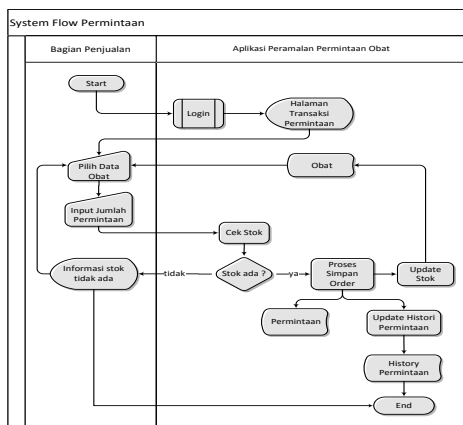 System Flow Permintaan
Bagian Penjualan
Aplikasi Peramalan Permintaan Obat
Start
Login
Halaman
Transaksi
Permintaan
Pilih Data
Obat
Obat
Input Jumlah
Permintaan
Cek Stok
Informasi stok
tidak ada
tidak
Stok ada ?
ya
Proses
Simpan
Order
Update
Stok
Permintaan
Update Histori
Permintaan
History
Permintaan
End